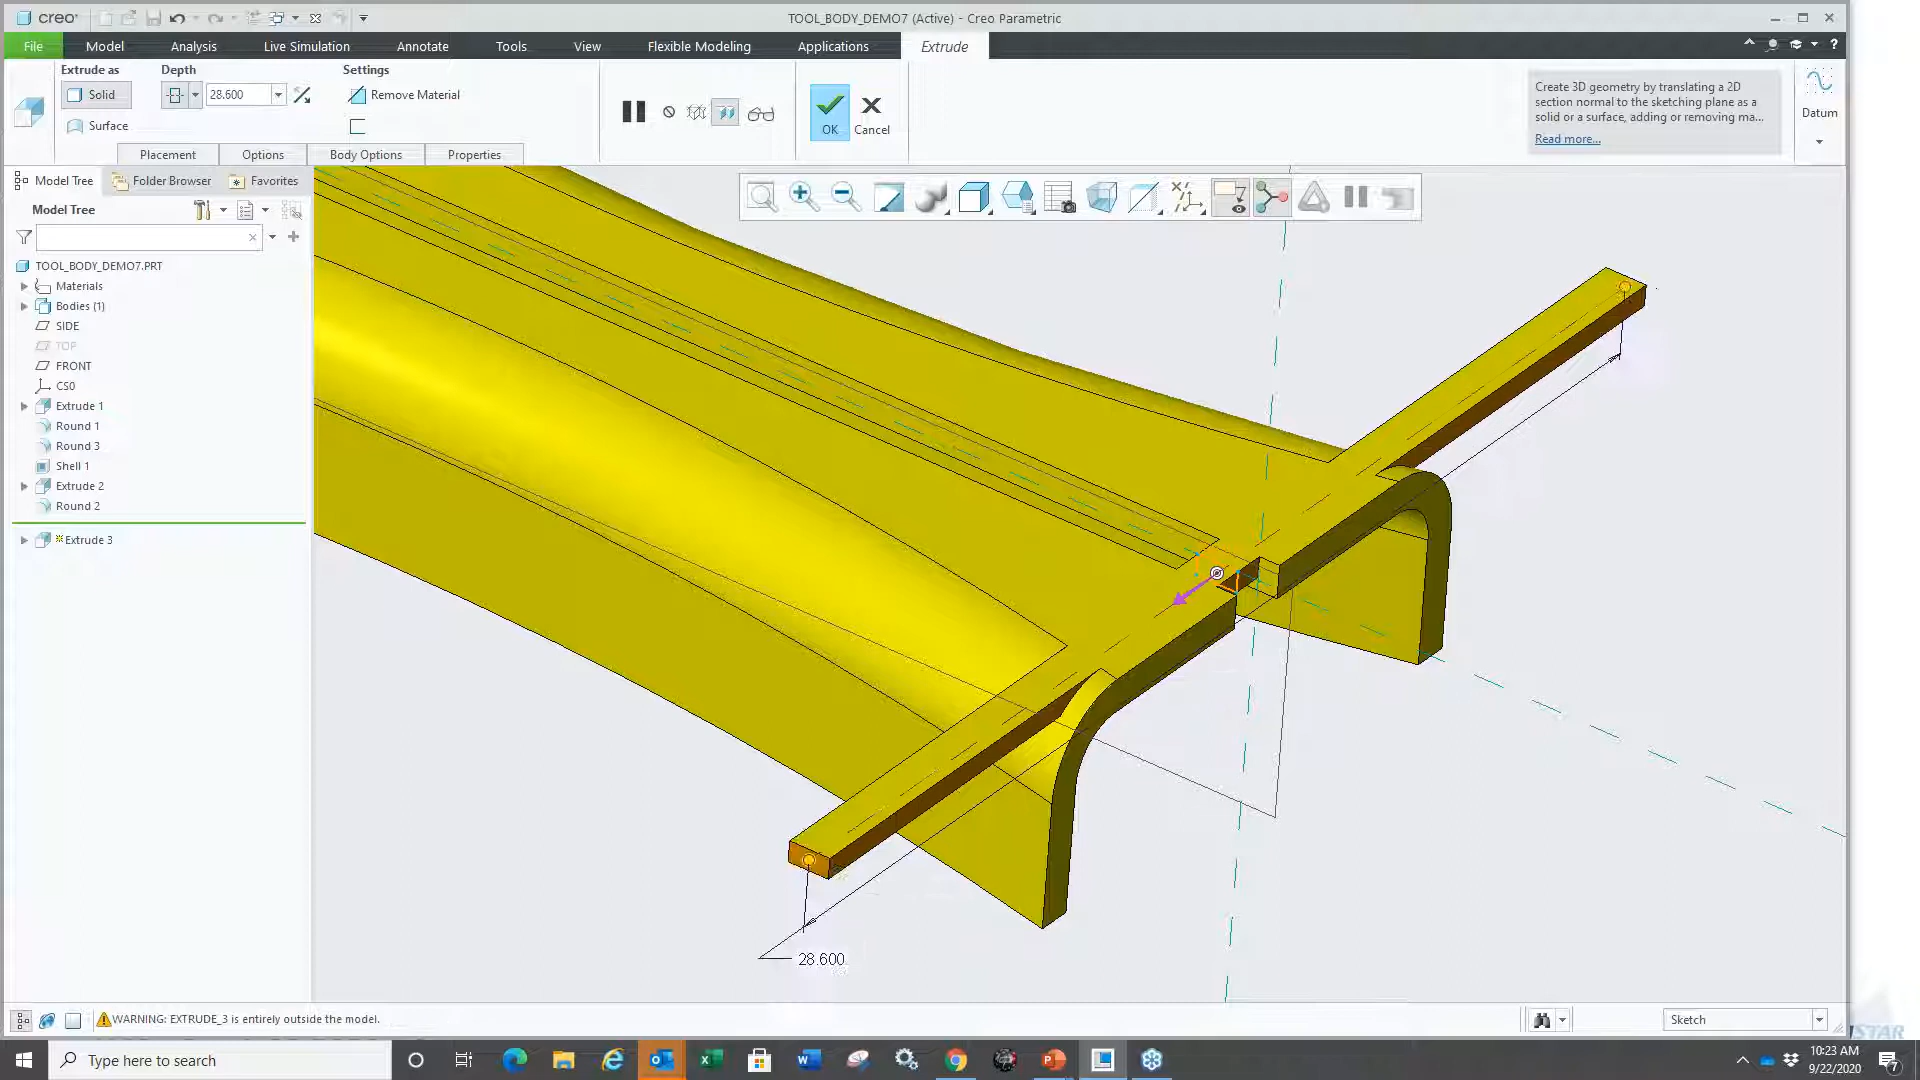 creo
TOOL_BODY_DEMO7 (Active) - Creo Parametric
File
Model
Analysis
Live Simulation
Annotate
Tools
View
Flexible Modeling
Applications
Extrude
?
Extrude as
Depth
Settings
Solid
28.600
Remove Material
Surface
OK
Cancel
Placement
Options
Body Options
Properties
Create 3D geometry by translating a 2D
section normal to the sketching plane as a
solid or a surface, adding or removing ma...
Read more...
Datum
Model Tree
Folder Browser
Favorites
Model Tree
TOOL_BODY_DEMO7.PRT
Materials
Bodies (1)
SIDE
TOP
FRONT
CS0
Extrude 1
Round 1
Round 3
Shell 1
Extrude 2
Round 2
Extrude 3
28.600
WARNING: EXTRUDE_3 is entirely outside the model.
Sketch
STAR
Type here to search
10:23 AM
9/22/2020
7